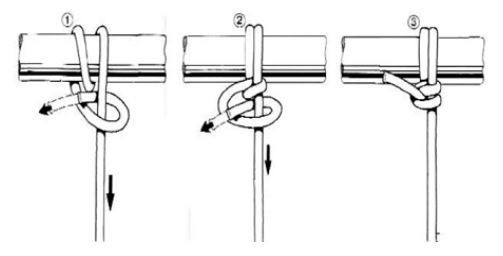 ① ② ③